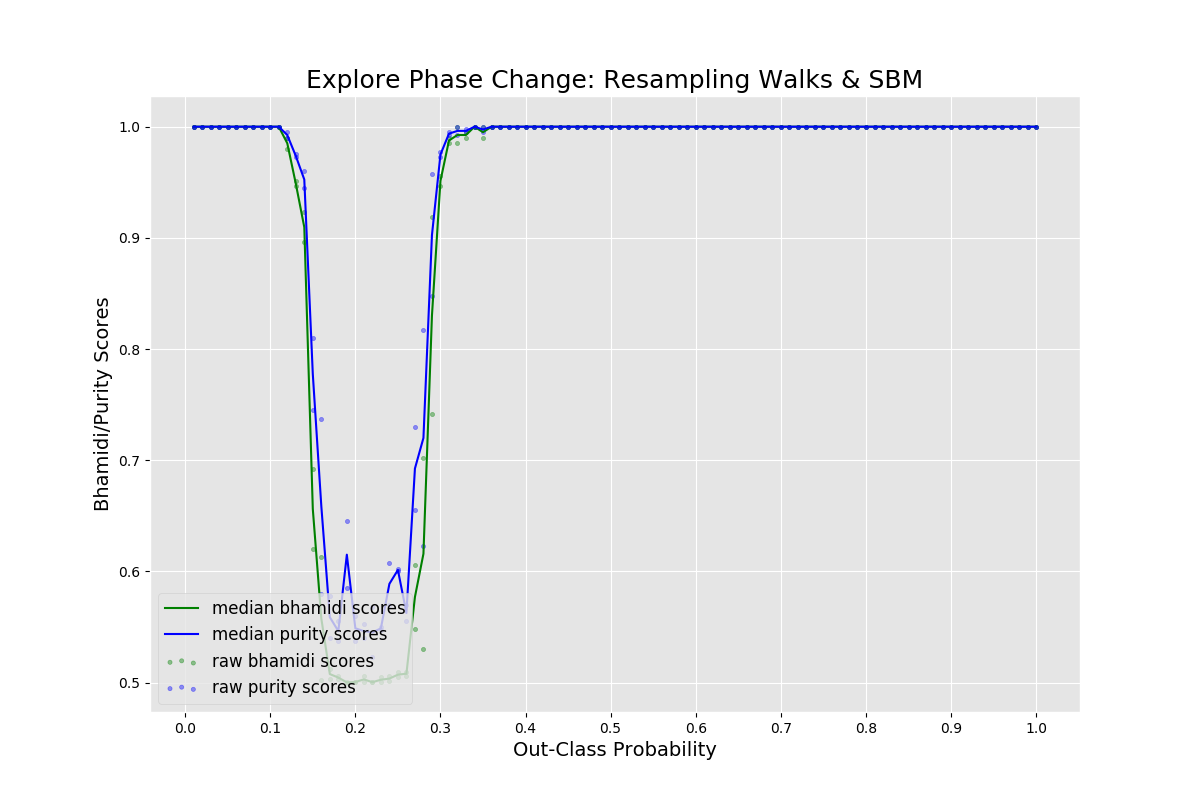 Explore Phase Change: Resampling Walks & SBM
Bhamidi/Purity Scores
1.0
0.9
0.8
0.7
0.6
0.5
median bhamidi scores
median purity scores
raw bhamidi scores
raw purity scores
0.0 0.1 0.2 0.3 0.4 0.5 0.6 0.7 0.8 0.9 1.0
Out-Class Probability